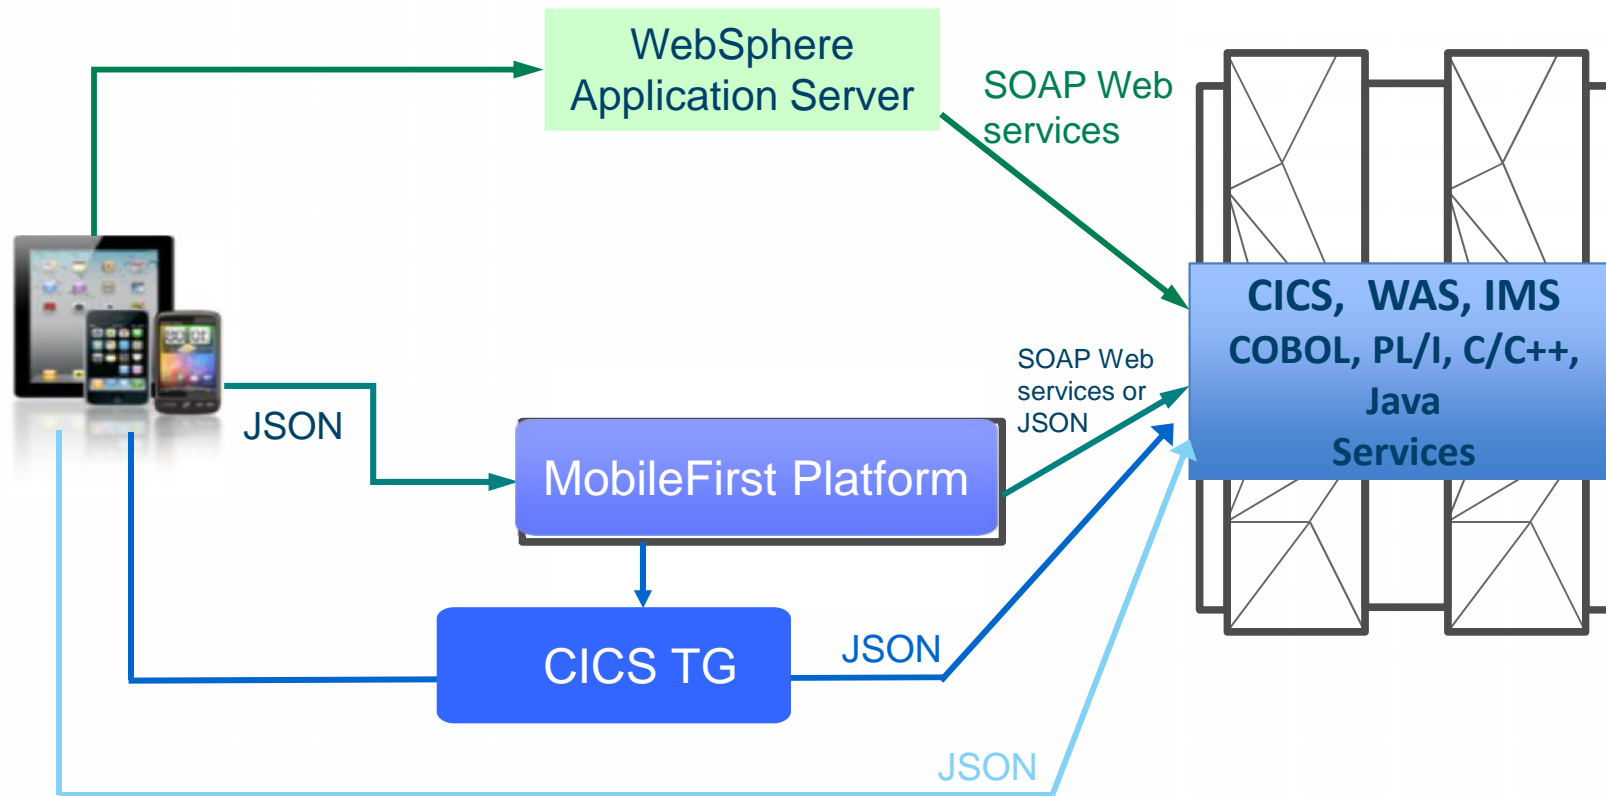 WebSphere
Application Server
SOAP Web
services
CICS,  WAS, IMS
COBOL, PL/I, C/C++,
Java
Services
SOAP Web
services or
JSON
JSON
MobileFirst Platform
CICS TG
JSON
JSON